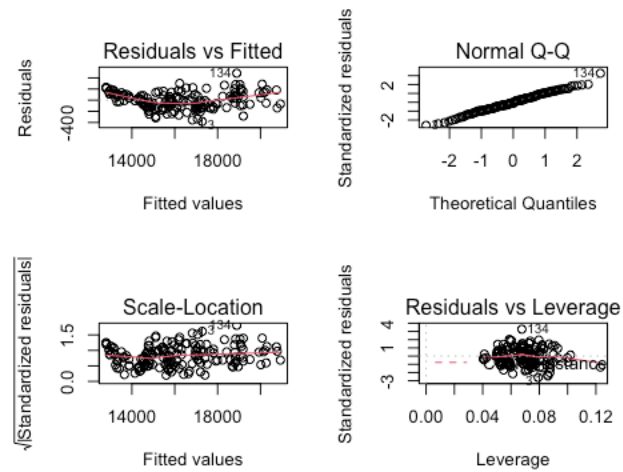 Residuals vs Fitted
Residuals
-400
134
3
14000 18000
Fitted values
Normal Q-Q
Standardized residuals
-2 2
134
-2 -1 0 1 2
Theoretical Quantiles
Scale-Location
√|Standardized residuals|
0.0 1.5
134
3
14000 18000
Fitted values
Residuals vs Leverage
Standardized residuals
-3 1 4
134
0.00 0.04 0.08 0.12
Leverage